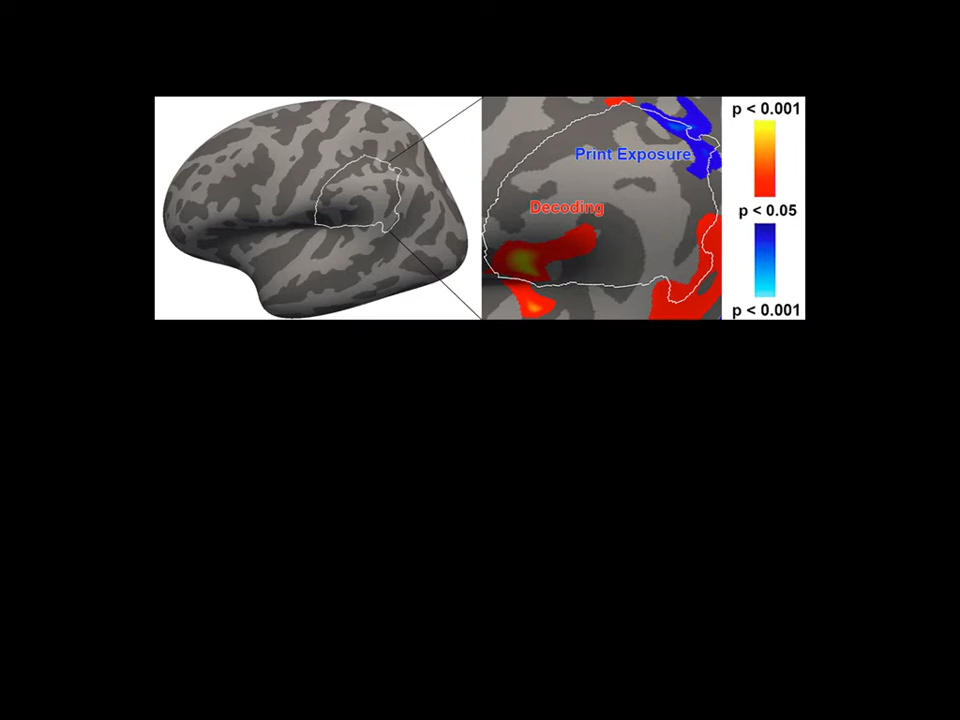 p < 0.001
Print Exposure
Decoding
p < 0.05
p < 0.001